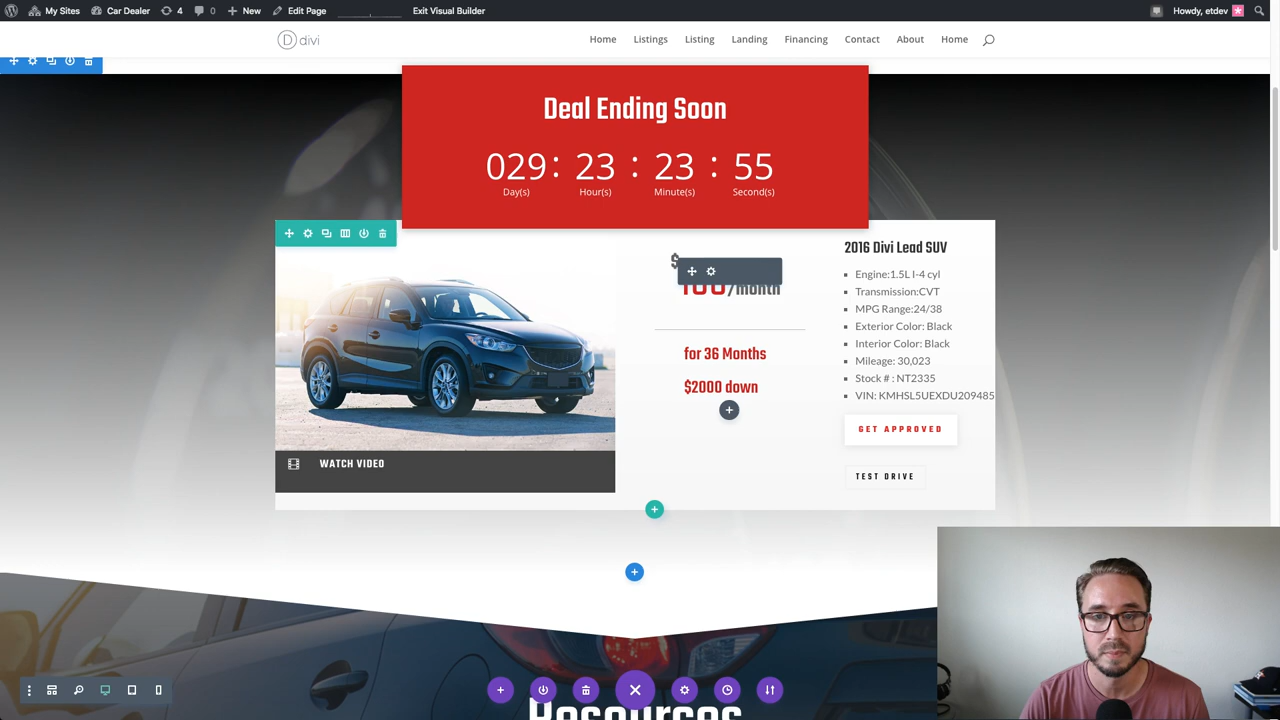 My Sites Car Dealer 4 0 New Edit Page Exit Visual Builder Howdy, etdev
divi Home Listings Listing Landing Financing Contact About Home
Deal Ending Soon
029 : 23 : 23 : 55
Day(s) Hour(s) Minute(s) Second(s)
$
/month
for 36 Months
$2000 down
2016 Divi Lead SUV
Engine:1.5L I-4 cyl
Transmission:CVT
MPG Range:24/38
Exterior Color: Black
Interior Color: Black
Mileage: 30,023
Stock # : NT2335
VIN: KMHSL5UEXDU209485
GET APPROVED
TEST DRIVE
WATCH VIDEO
Resources